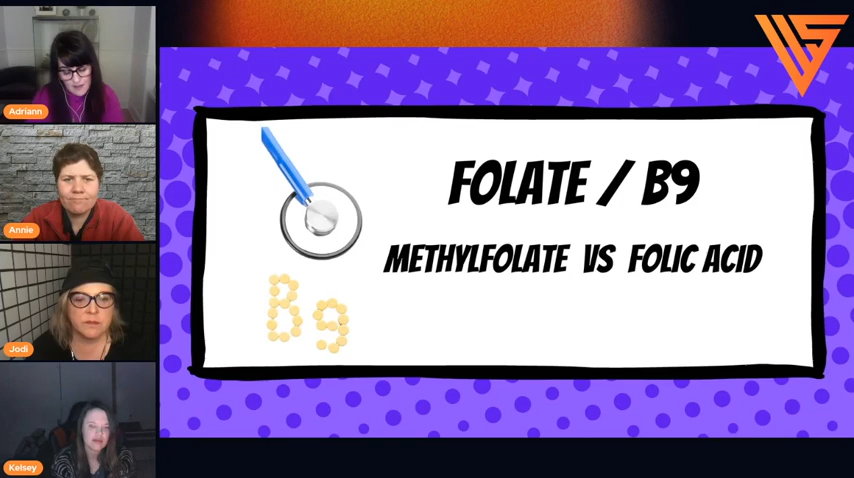 Adriann
Annie
Jodi
Kelsey
FOLATE / B9
METHYLFOLATE VS FOLIC ACID
B9